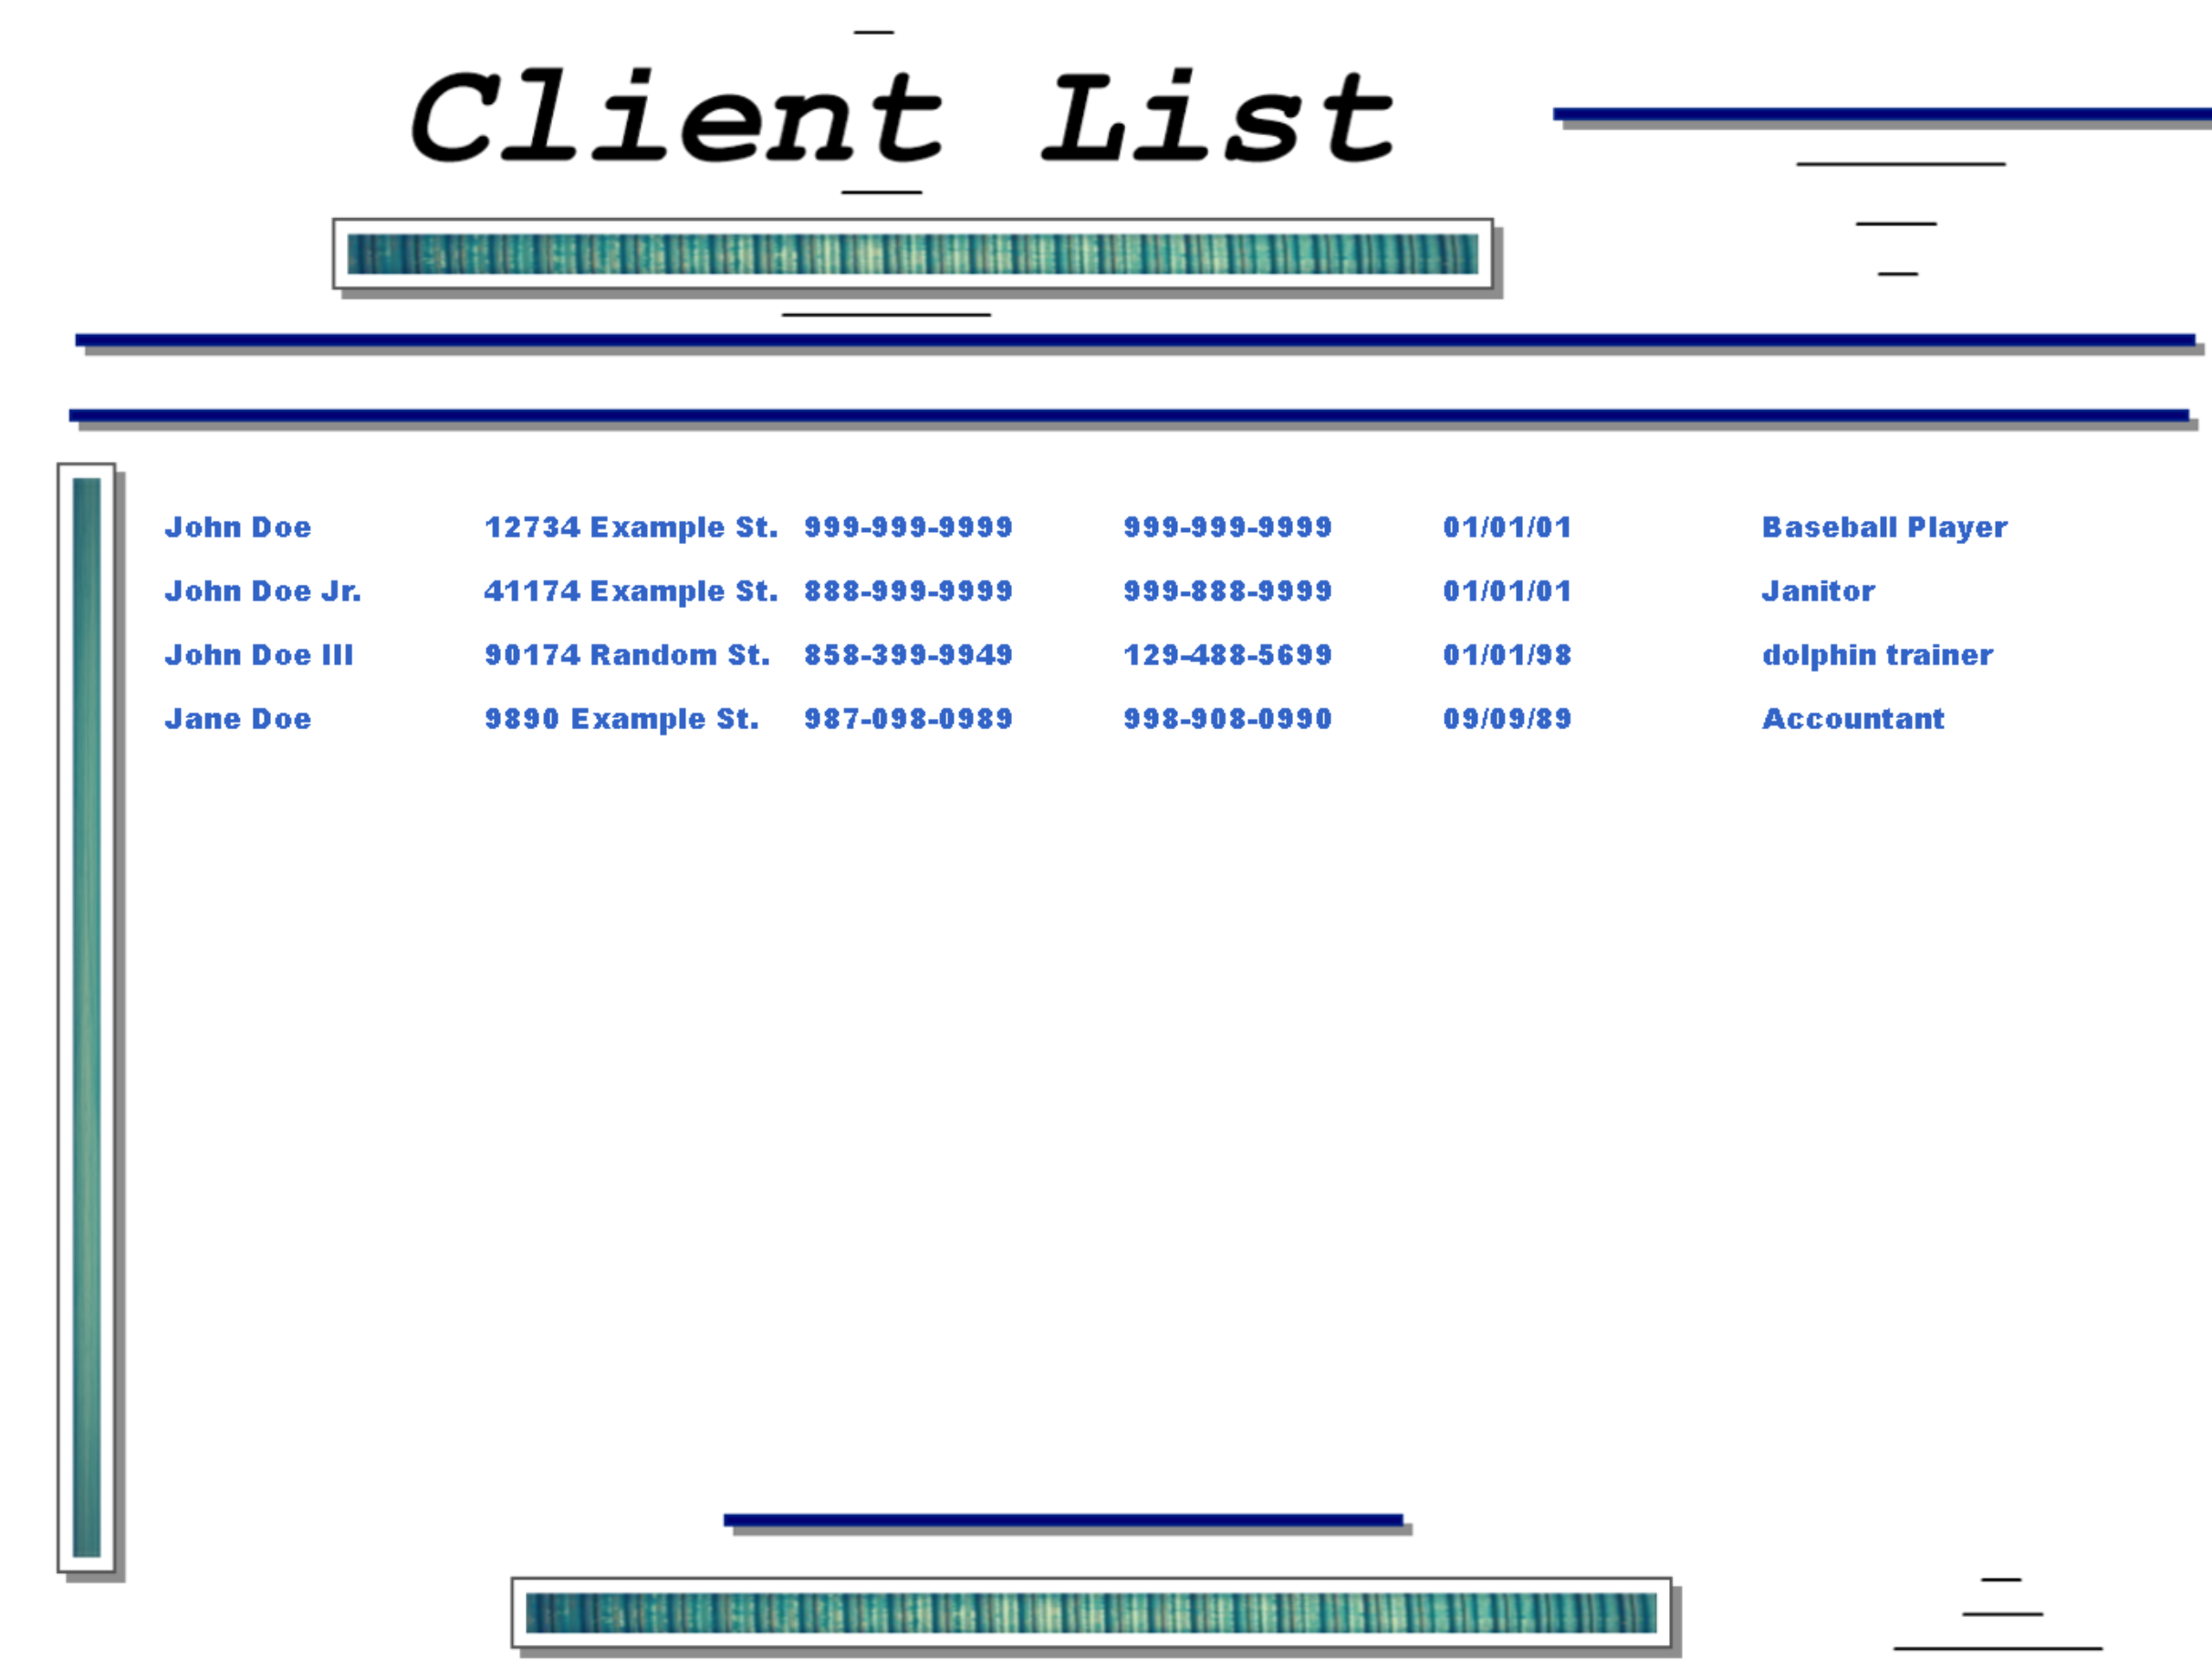 Client List
John Doe 12734 Example St. 999-999-9999 999-999-9999 01/01/01 Baseball Player
John Doe Jr. 41174 Example St. 888-999-9999 999-888-9999 01/01/01 Janitor
John Doe III 90174 Random St. 858-399-9949 129-488-5699 01/01/98 dolphin trainer
Jane Doe 9890 Example St. 987-098-0989 998-908-0990 09/09/89 Accountant